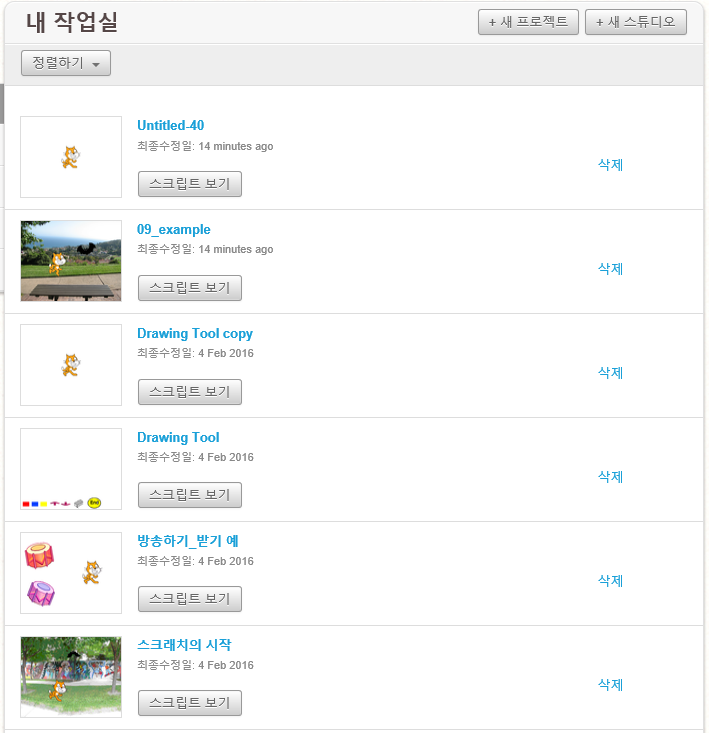 내 작업실
+ 새 프로젝트
+ 새 스튜디오
정렬하기
Untitled-40
최종수정일: 14 minutes ago
삭제
스크립트 보기
09_example
최종수정일: 14 minutes ago
삭제
스크립트 보기
Drawing Tool copy
최종수정일: 4 Feb 2016
삭제
스크립트 보기
Drawing Tool
최종수정일: 4 Feb 2016
삭제
스크립트 보기
End
방송하기_받기 예
최종수정일: 4 Feb 2016
삭제
스크립트 보기
스크래치의 시작
최종수정일: 4 Feb 2016
삭제
스크립트 보기